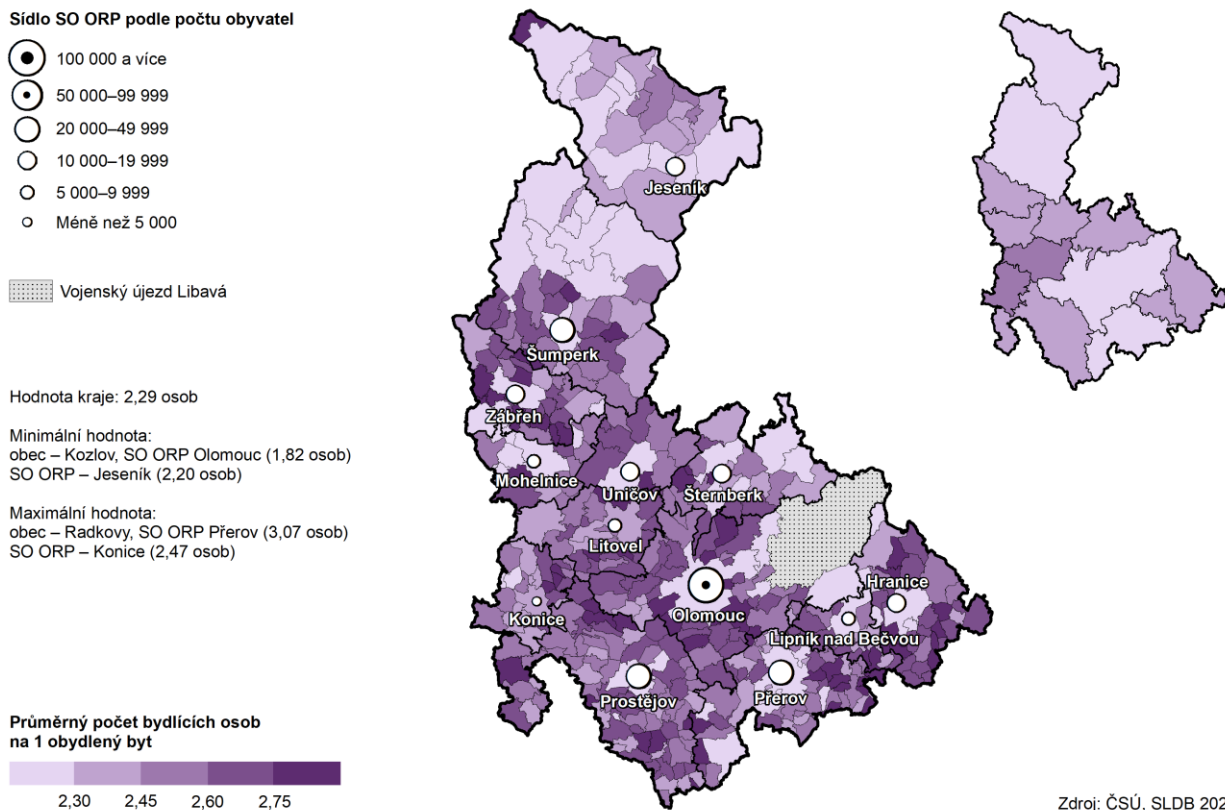 Sídlo SO ORP podle počtu obyvatel
100 000 a více
50 000–99 999
20 000–49 999
10 000–19 999
5 000–9 999
Méně než 5 000
Vojenský újezd Libavá
Hodnota kraje: 2,29 osob
Minimální hodnota:
obec – Kozlov, SO ORP Olomouc (1,82 osob)
SO ORP – Jeseník (2,20 osob)
Maximální hodnota:
obec – Radkovy, SO ORP Přerov (3,07 osob)
SO ORP – Konice (2,47 osob)
Průměrný počet bydlících osob
na 1 obydlený byt
2,30 2,45 2,60 2,75
Jeseník
Šumperk
Zábřeh
Mohelnice
Uničov
Šternberk
Litovel
Hranice
Konice
Olomouc
Lipník nad Bečvou
Prostějov
Přerov
Zdroj: ČSÚ, SLDB 202